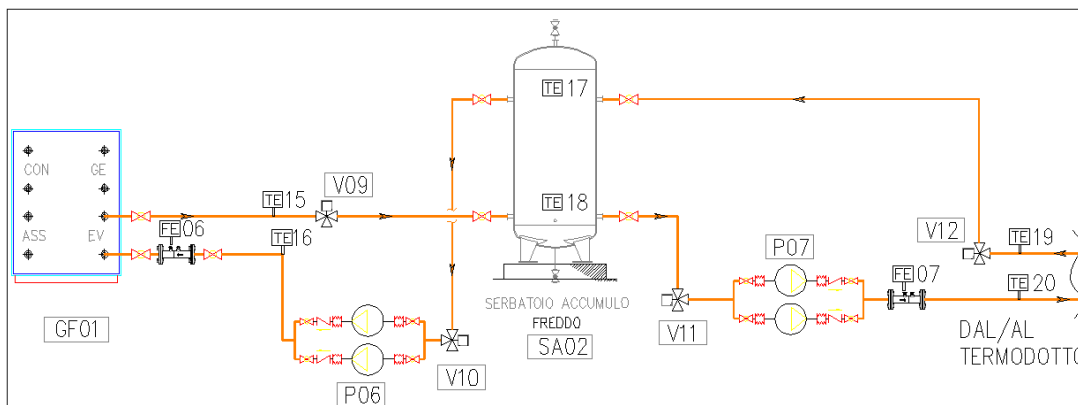 TE 17
CON GE
TE 15
V09
TE 18
ASS EV
FE 06
TE 16
V12
TE 19
P07
FE 07
TE 20
SERBATOIO ACCUMULO
FREDDO
SA02
V11
GF01
DAL/AL
TERMODOTTO
V10
P06